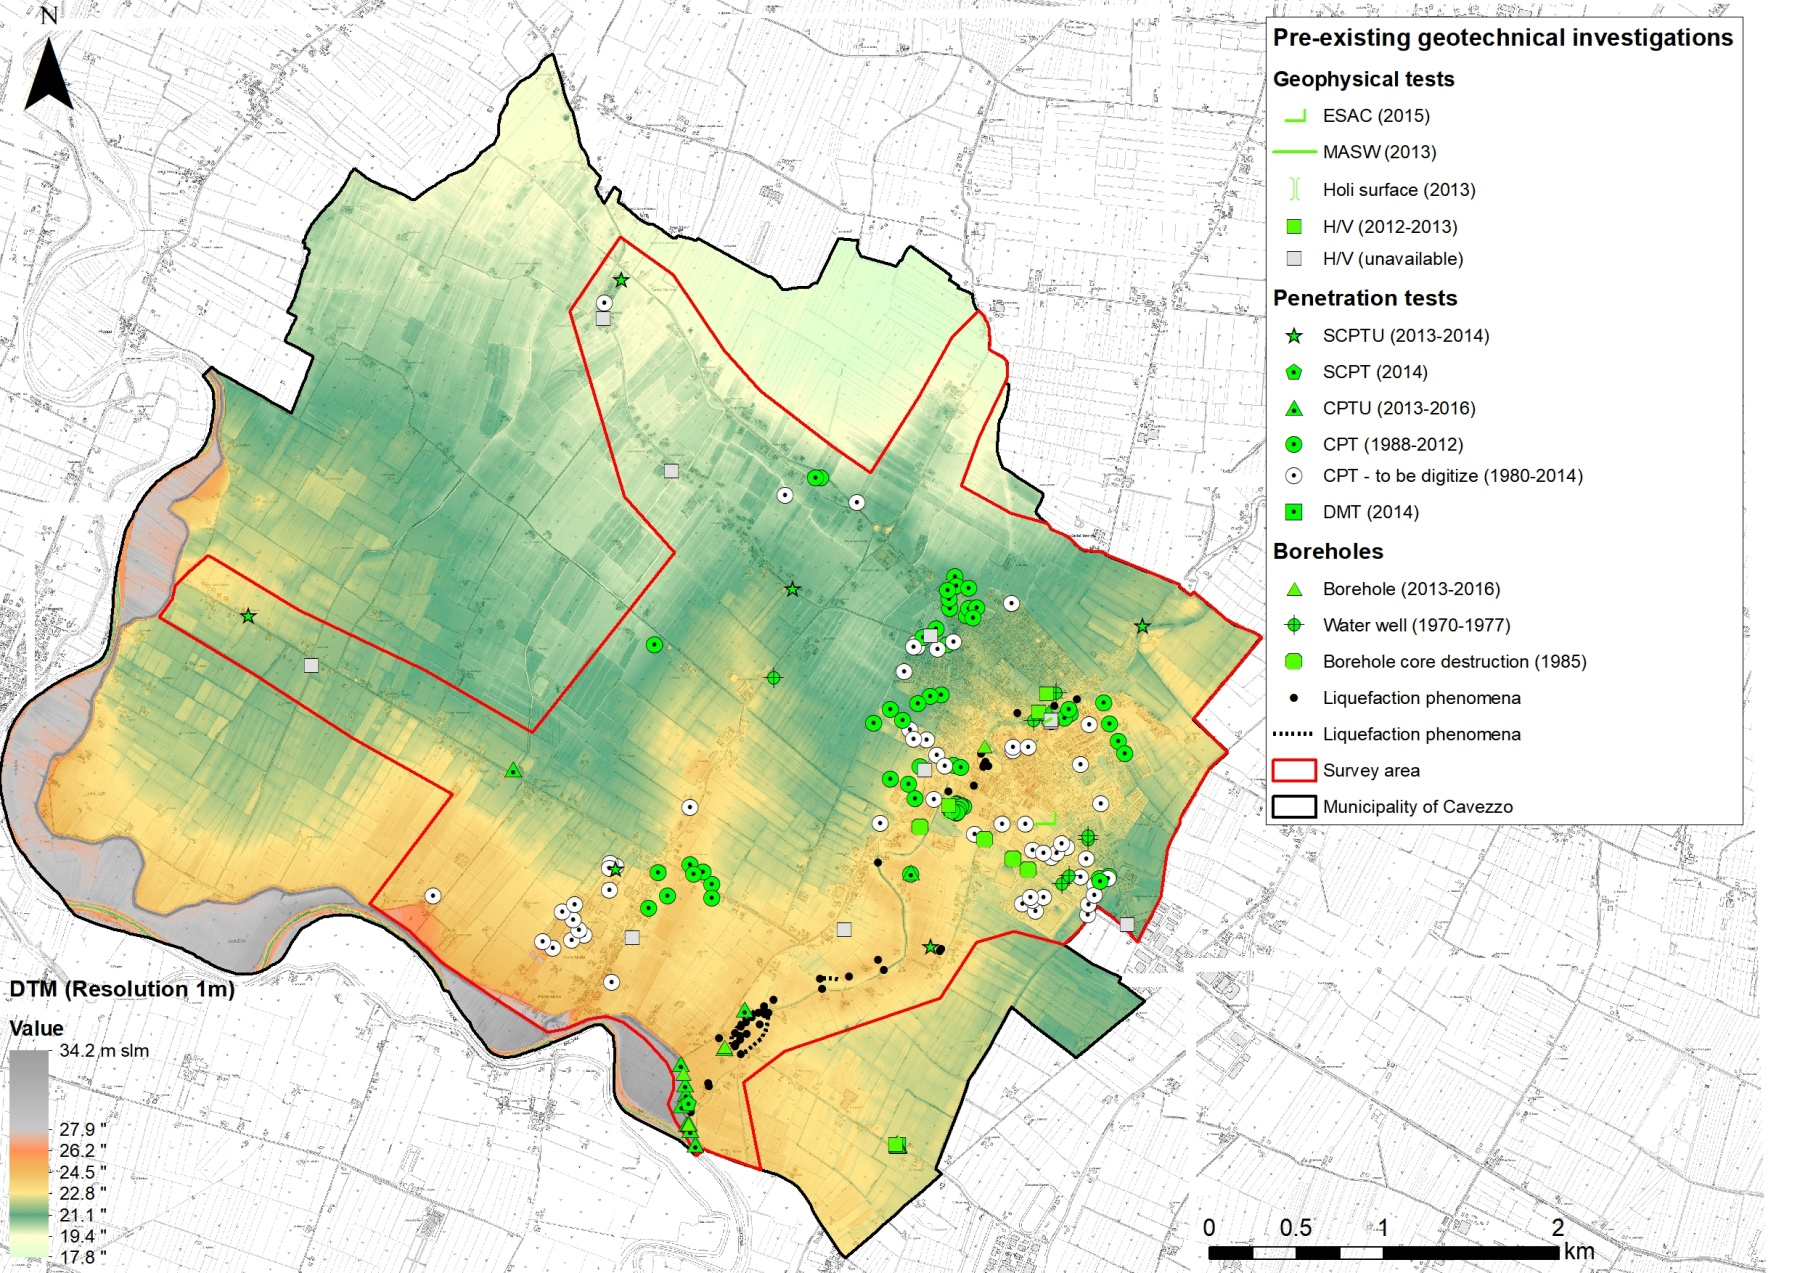 N
Pre-existing geotechnical investigations
Geophysical tests
ESAC (2015)
MASW (2013)
Holi surface (2013)
H/V (2012-2013)
H/V (unavailable)
Penetration tests
SCPTU (2013-2014)
SCPT (2014)
CPTU (2013-2016)
CPT (1988-2012)
CPT - to be digitize (1980-2014)
DMT (2014)
Boreholes
Borehole (2013-2016)
Water well (1970-1977)
Borehole core destruction (1985)
Liquefaction phenomena
Liquefaction phenomena
Survey area
Municipality of Cavezzo
DTM (Resolution 1m)
Value
34.2 m slm
27.9 "
26.2 "
24.5 "
22.8 "
21.1 "
19.4 "
17.8 "
0 0.5 1 2
km